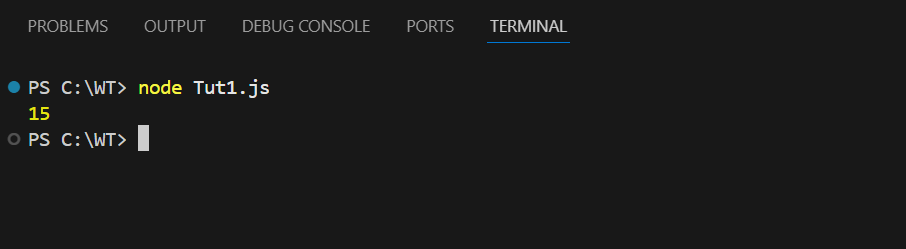 PROBLEMS OUTPUT DEBUG CONSOLE PORTS TERMINAL
PS C:\WT> node Tut1.js
15
PS C:\WT>